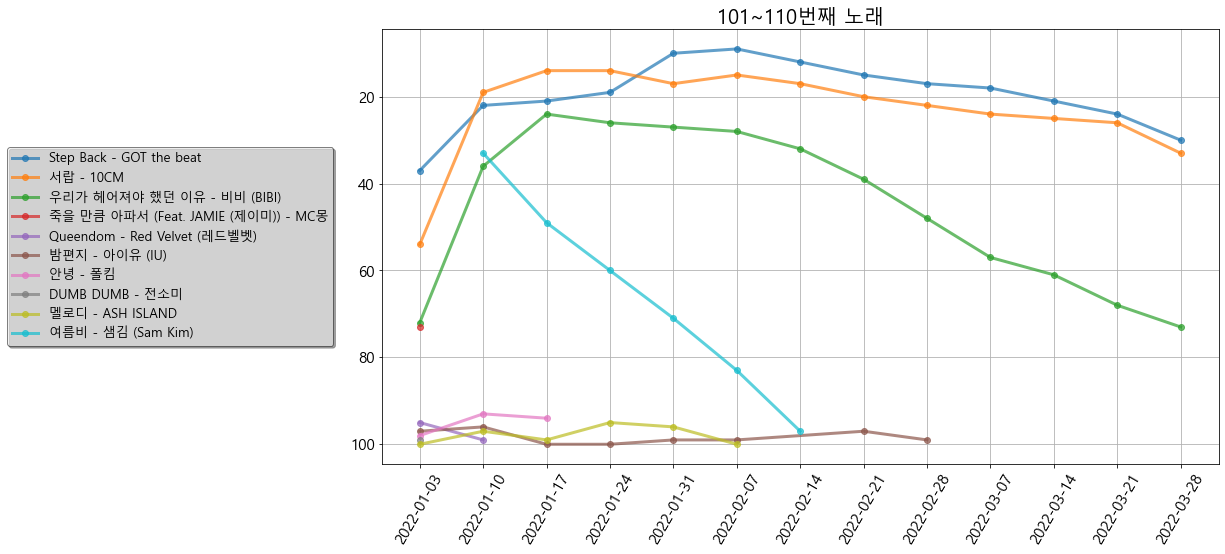 101~110번째 노래
Step Back - GOT the beat
서랍 - 10CM
우리가 헤어져야 했던 이유 - 비비 (BIBI)
죽을 만큼 아파서 (Feat. JAMIE (제이미)) - MC몽
Queendom - Red Velvet (레드벨벳)
밤편지 - 아이유 (IU)
안녕 - 폴킴
DUMB DUMB - 전소미
멜로디 - ASH ISLAND
여름비 - 샘김 (Sam Kim)
20
40
60
80
100
2022-01-03
2022-01-10
2022-01-17
2022-01-24
2022-01-31
2022-02-07
2022-02-14
2022-02-21
2022-02-28
2022-03-07
2022-03-14
2022-03-21
2022-03-28